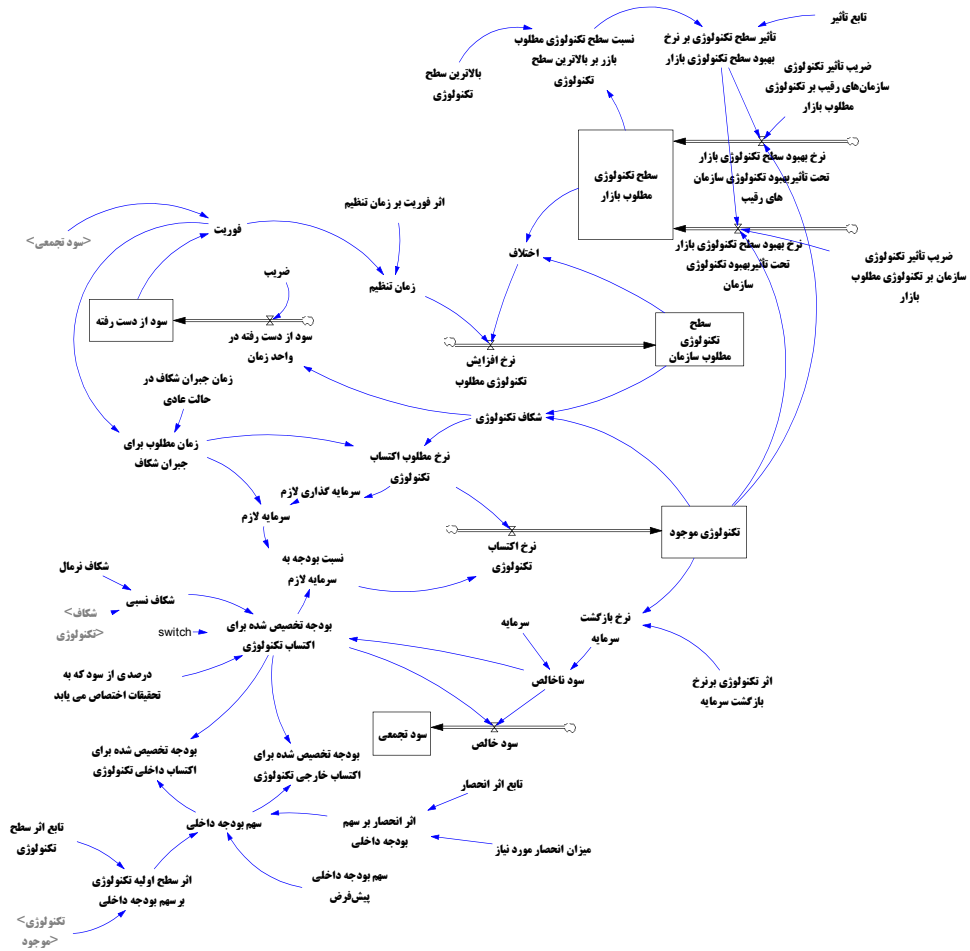 تابع تأثیر
تأثیر سطح تکنولوژی بر نرخ
بهبود سطح تکنولوژی بازار
نسبت سطح تکنولوژی مطلوب
بازر بر بالاترین سطح
تکنولوژی
بالاترین سطح
تکنولوژی
ضریب تأثیر تکنولوژی
سازمان‌های رقیب بر تکنولوژی
مطلوب بازار
نرخ بهبود سطح تکنولوژی بازار
تحت تأثیربهبود تکنولوژی سازمان
های رقیب
سطح تکنولوژی
مطلوب بازار
نرخ بهبود سطح تکنولوژی بازار
تحت تأثیربهبود تکنولوژی
سازمان
ضریب تأثیر تکنولوژی
سازمان بر تکنولوژی مطلوب
بازار
اثر فوریت بر زمان تنظیم
فوریت
<سود تجمعی>
اختلاف
زمان تنظیم
ضریب
سود از دست رفته
سود از دست رفته در
واحد زمان
سطح
تکنولوژی
مطلوب سازمان
نرخ افزایش
تکنولوژی مطلوب
زمان جبران شکاف در
حالت عادی
شکاف تکنولوژی
زمان مطلوب برای
جبران شکاف
نرخ مطلوب اکتساب
تکنولوژی
سرمایه گذاری لازم
سرمایه لازم
تکنولوژی موجود
نرخ اکتساب
تکنولوژی
نسبت بودجه به
سرمایه لازم
شکاف نرمال
شکاف نسبی
<شکاف
تکنولوژی>
switch
بودجه تخصیص شده برای
اکتساب تکنولوژی
سرمایه
نرخ بازگشت
سرمایه
درصدی از سود که به
تحقیقات اختصاص می یابد
سود ناخالص
اثر تکنولوژی برنرخ
بازگشت سرمایه
سود تجمعی
سود خالص
بودجه تخصیص شده برای
اکتساب داخلی تکنولوژی
بودجه تخصیص شده برای
اکتساب خارجی تکنولوژی
تابع اثر انحصار
سهم بودجه داخلی
اثر انحصار بر سهم
بودجه داخلی
میزان انحصار مورد نیاز
تابع اثر سطح
تکنولوژی
سهم بودجه داخلی
پیش‌فرض
اثر سطح اولیه تکنولوژی
بر سهم بودجه داخلی
<تکنولوژی
موجود>